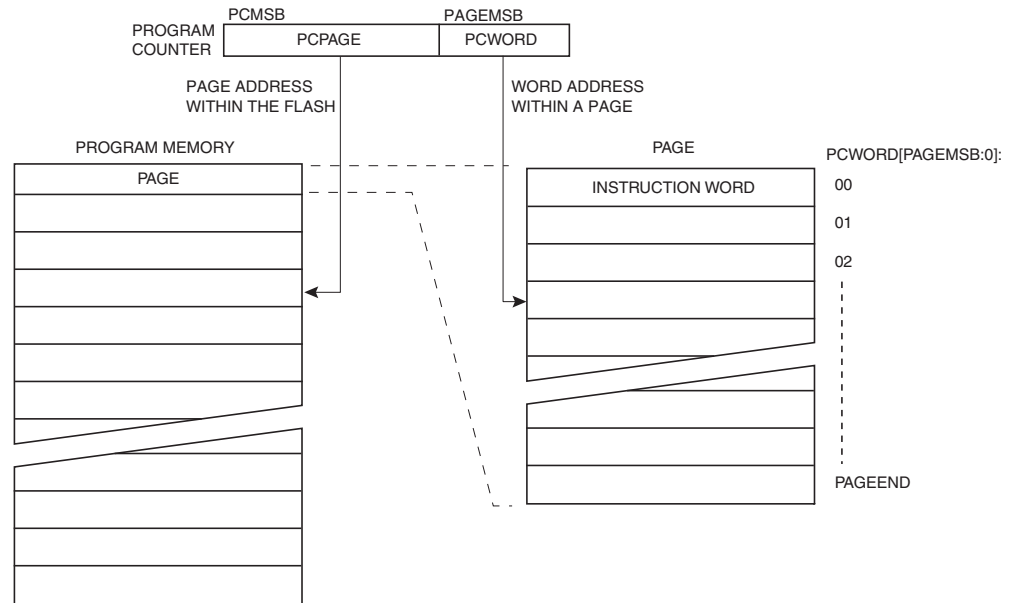 PCMSB
PAGEMSB
PROGRAM
COUNTER
PCPAGE
PCWORD
PAGE ADDRESS
WITHIN THE FLASH
WORD ADDRESS
WITHIN A PAGE
PROGRAM MEMORY
PAGE
PAGE
PCWORD[PAGEMSB:0]:
INSTRUCTION WORD
00
01
02
PAGEEND